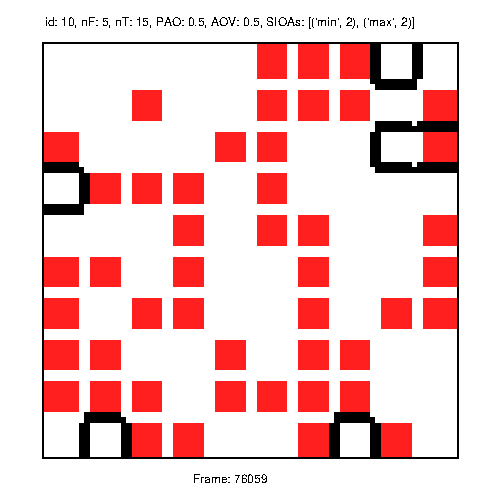 id: 10, nF: 5, nT: 15, PAO: 0.5, AOV: 0.5, SIOAs: [('min', 2), ('max', 2)]
Frame: 76059